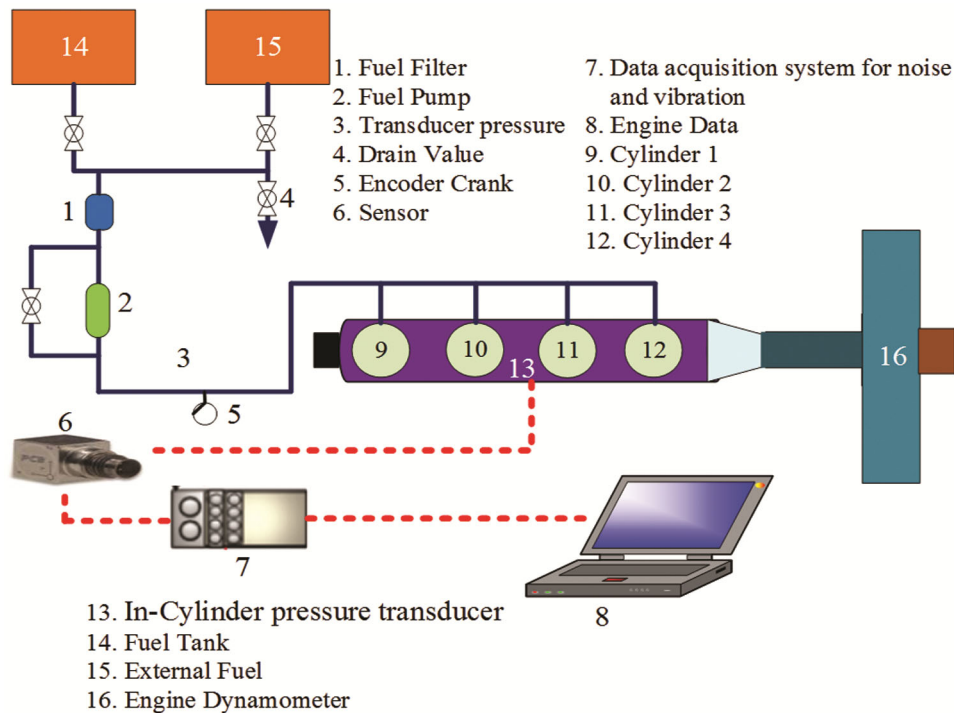 14
15
1. Fuel Filter
2. Fuel Pump
3. Transducer pressure
4. Drain Value
5. Encoder Crank
6. Sensor
7. Data acquisition system for noise
and vibration
8. Engine Data
9. Cylinder 1
10. Cylinder 2
11. Cylinder 3
12. Cylinder 4
1
4
2
3
5
9
10
11
12
13
16
6
PCB
7
8
13. In-Cylinder pressure transducer
14. Fuel Tank
15. External Fuel
16. Engine Dynamometer